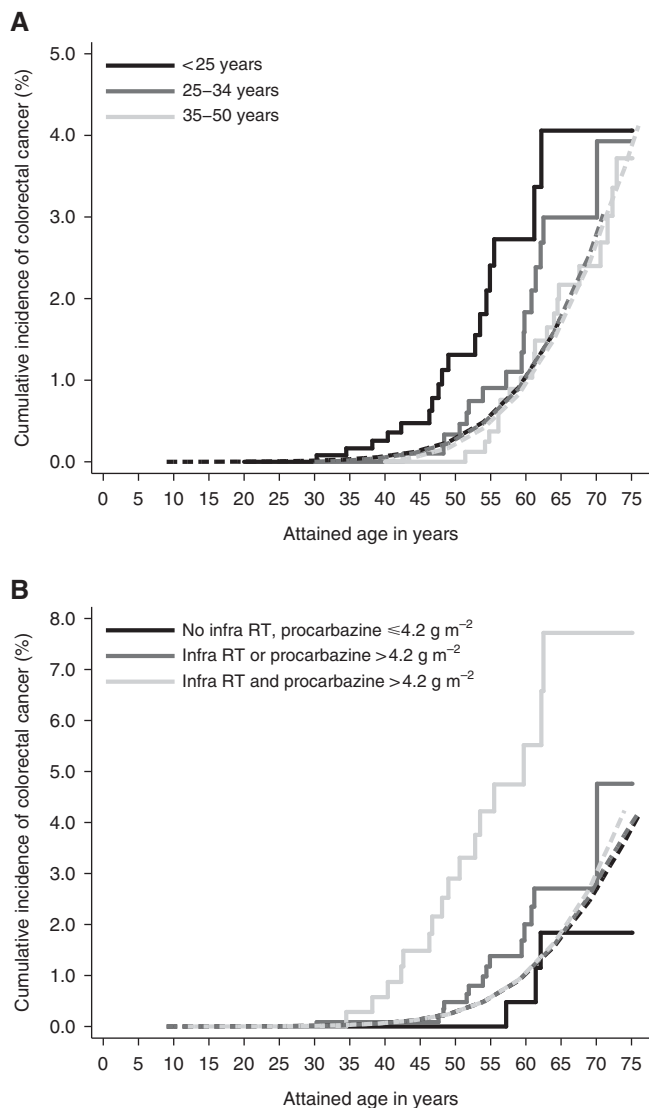 A
5.0
4.0
3.0
2.0
1.0
0.0
Cumulative incidence of colorectal cancer (%)
<25 years
25–34 years
35–50 years
0 5 10 15 20 25 30 35 40 45 50 55 60 65 70 75
Attained age in years
B
8.0
7.0
6.0
5.0
4.0
3.0
2.0
1.0
0.0
Cumulative incidence of colorectal cancer (%)
No infra RT, procarbazine ⩽4.2 g m⁻²
Infra RT or procarbazine >4.2 g m⁻²
Infra RT and procarbazine >4.2 g m⁻²
0 5 10 15 20 25 30 35 40 45 50 55 60 65 70 75
Attained age in years